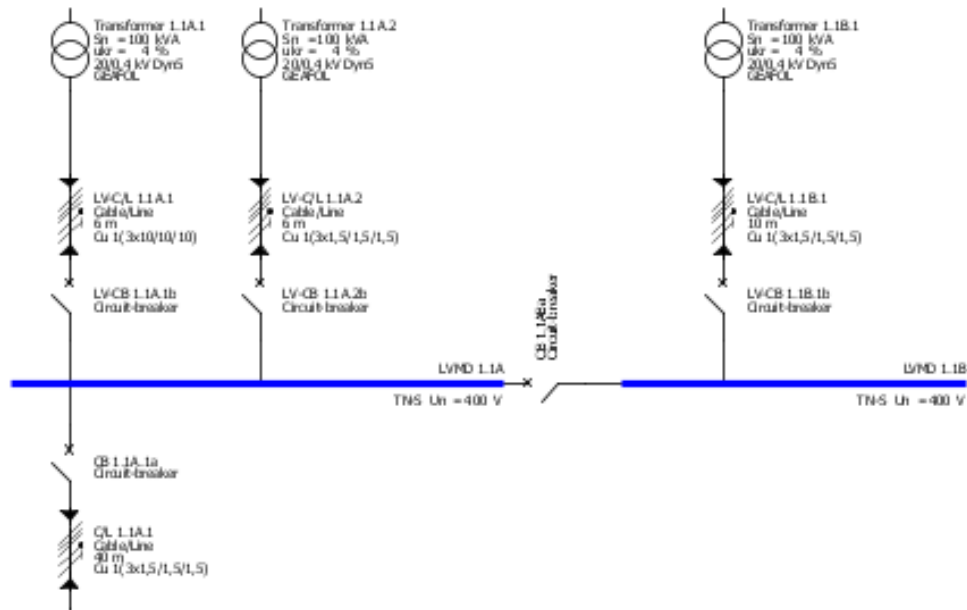 Transformer 1.1A.1
Sn =100 kVA
ukr = 4 %
20/0,4 kV Dyn5
GEAFOL
Transformer 1.1A.2
Sn =100 kVA
ukr = 4 %
20/0,4 kV Dyn5
GEAFOL
Transformer 1.1B.1
Sn =100 kVA
ukr = 4 %
20/0,4 kV Dyn5
GEAFOL
LV-C/L 1.1A.1
Cable/Line
6 m
Cu 1(3x10/10/10)
LV-C/L 1.1A.2
Cable/Line
6 m
Cu 1(3x1,5/1,5/1,5)
LV-C/L 1.1B.1
Cable/Line
10 m
Cu 1(3x1,5/1,5/1,5)
LV-CB 1.1A.1b
Circuit-breaker
LV-CB 1.1A.2b
Circuit-breaker
CB 1.1ABa
Circuit-breaker
LV-CB 1.1B.1b
Circuit-breaker
LVMD 1.1A
TN-S Un =400 V
LVMD 1.1B
TN-S Un =400 V
CB 1.1A.1a
Circuit-breaker
C/L 1.1A.1
Cable/Line
40 m
Cu 1(3x1,5/1,5/1,5)